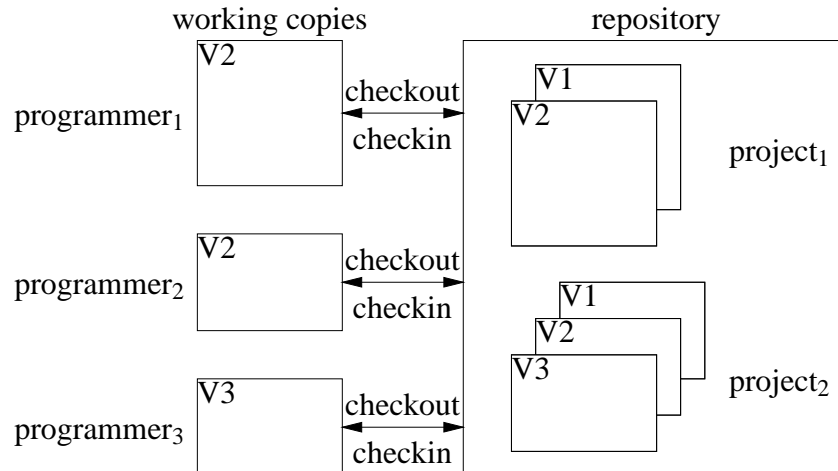 working copies
repository
V2
V1
checkout
V2
programmer₁
checkin
project₁
V2
checkout
V1
programmer₂
checkin
V2
V3
V3
project₂
checkout
programmer₃
checkin